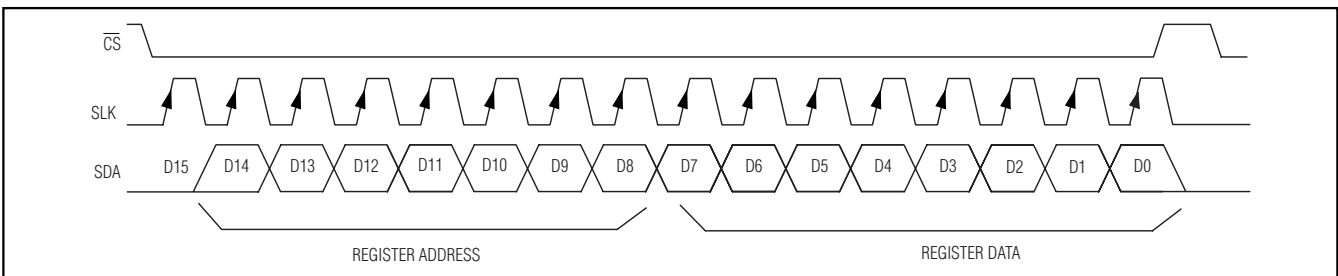 CS
SLK
SDA D15 D14 D13 D12 D11 D10 D9 D8 D7 D6 D5 D4 D3 D2 D1 D0
REGISTER ADDRESS REGISTER DATA